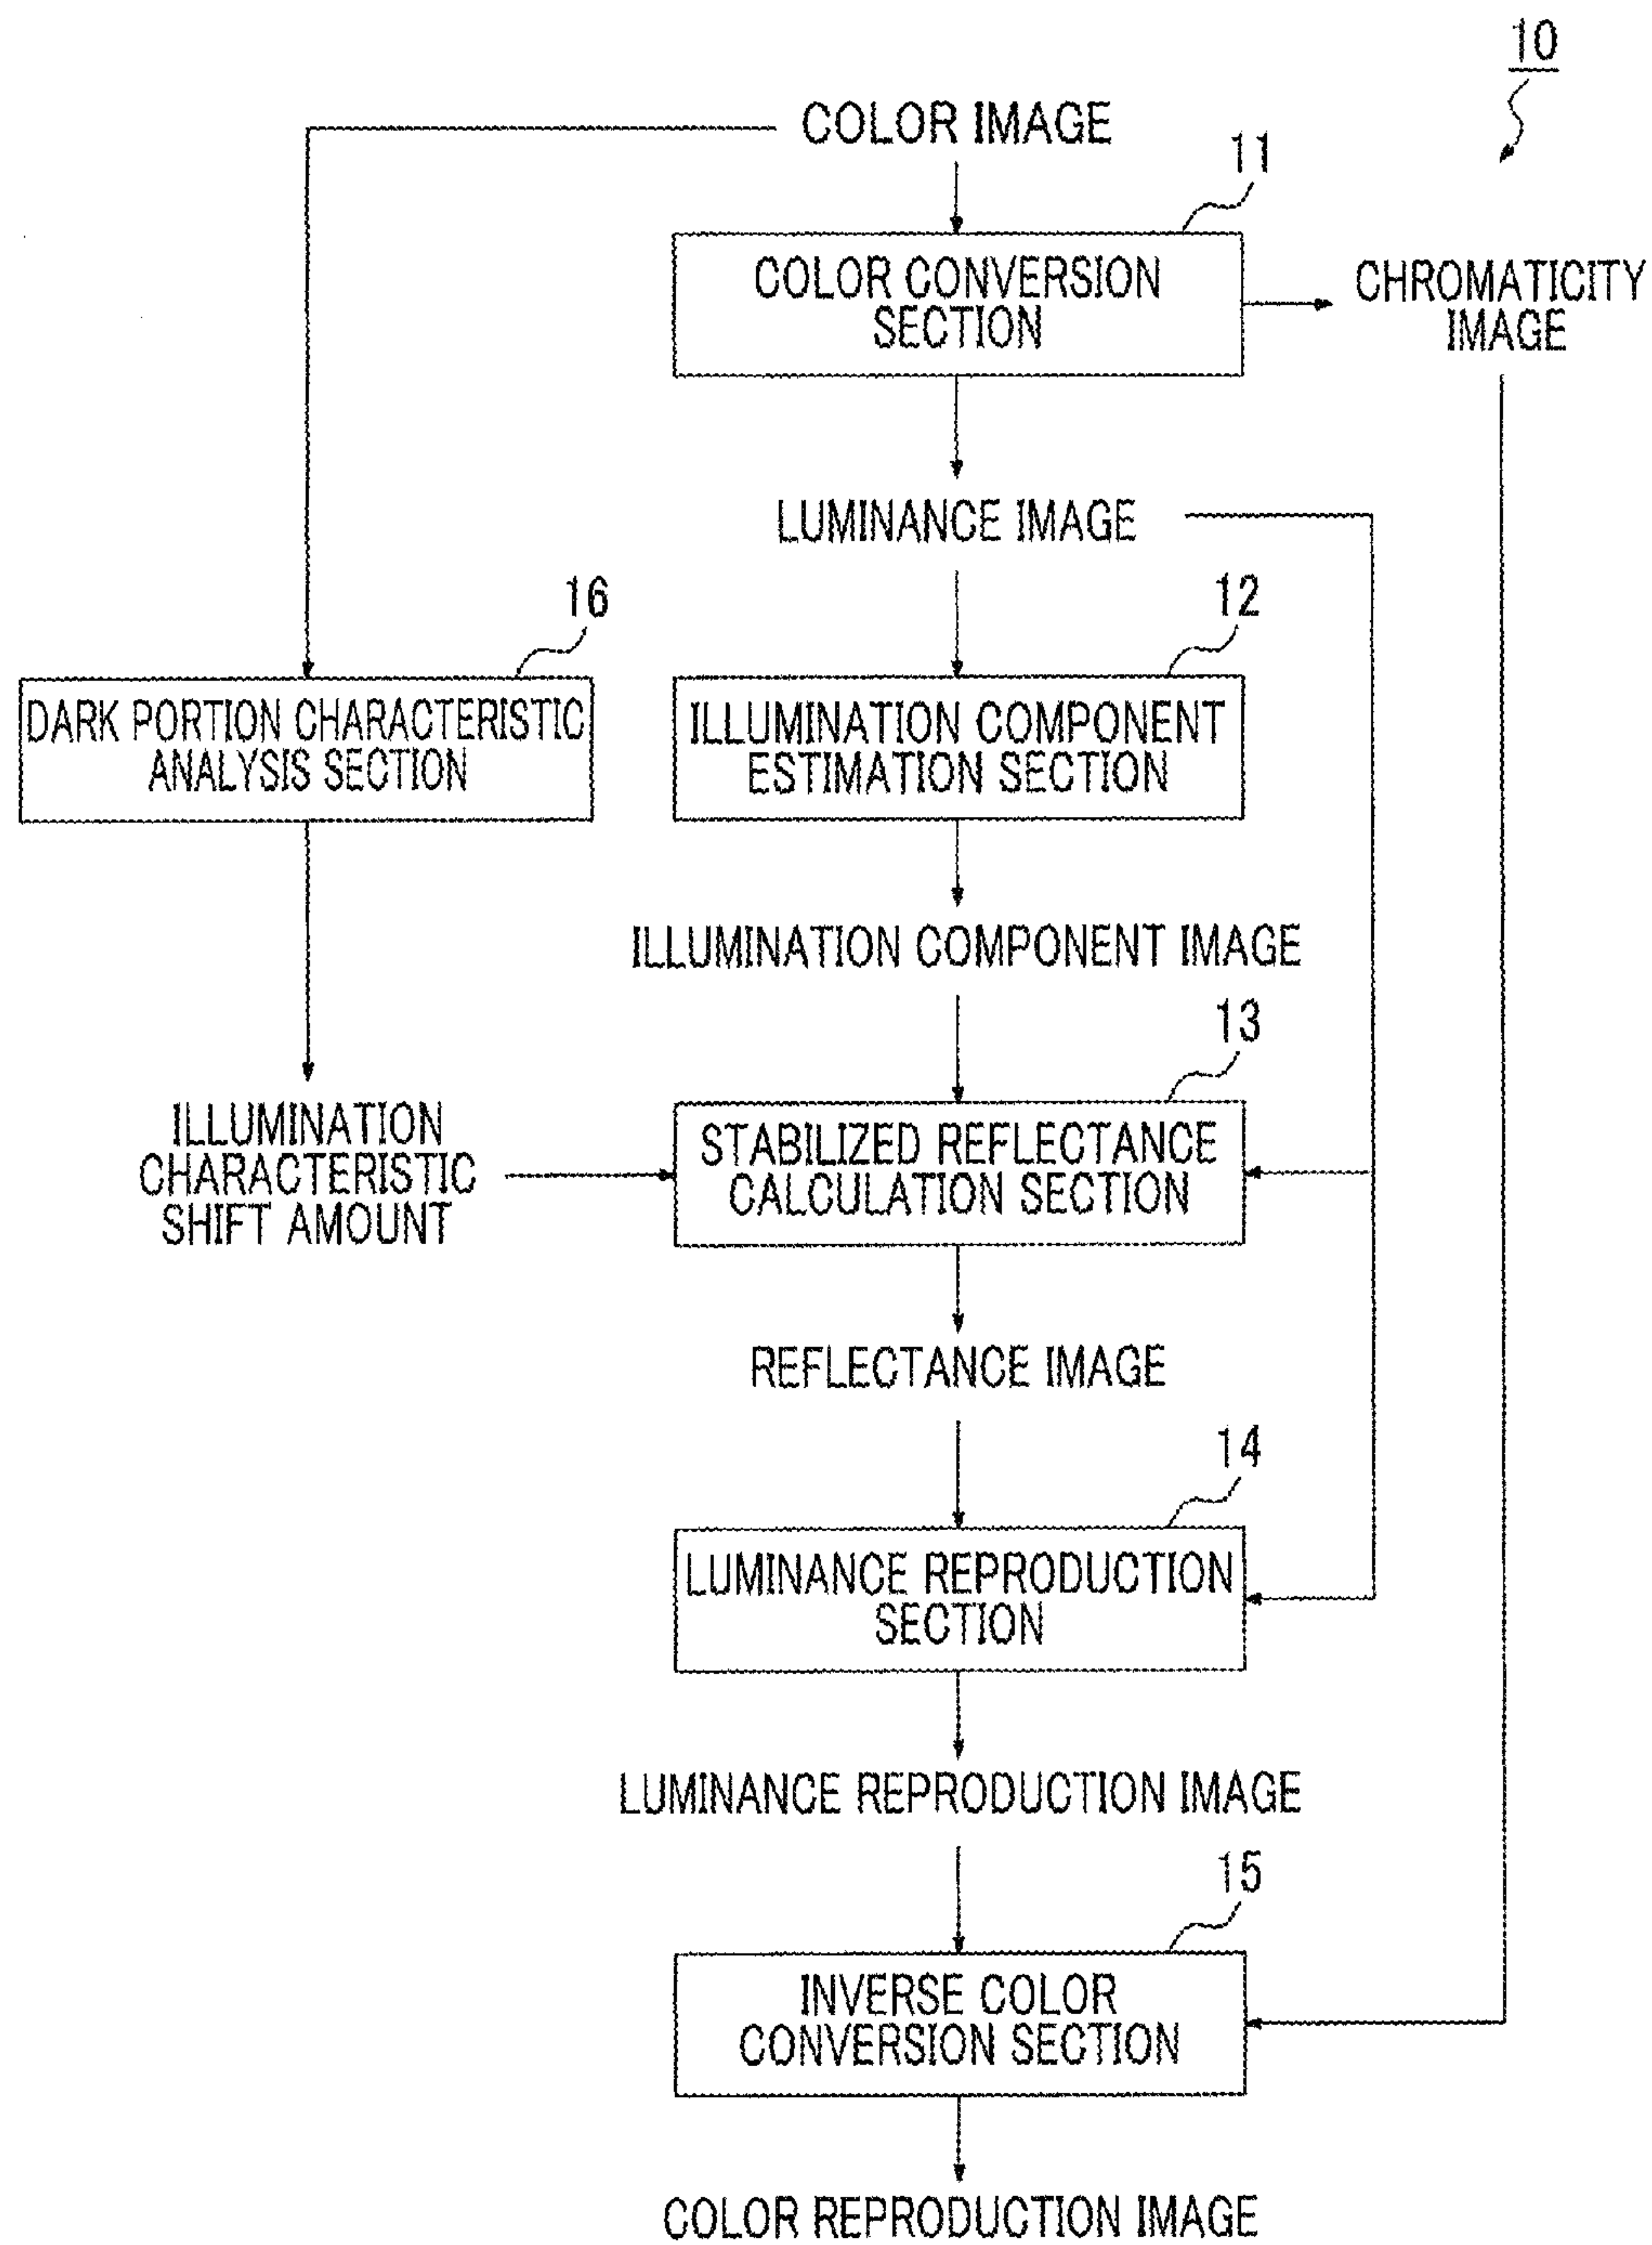 10
COLOR IMAGE
11
COLOR CONVERSION
SECTION
CHROMATICITY
IMAGE
LUMINANCE IMAGE
16
12
DARK PORTION CHARACTERISTIC
ANALYSIS SECTION
ILLUMINATION COMPONENT
ESTIMATION SECTION
ILLUMINATION COMPONENT IMAGE
13
ILLUMINATION
CHARACTERISTIC
SHIFT AMOUNT
STABILIZED REFLECTANCE
CALCULATION SECTION
REFLECTANCE IMAGE
14
LUMINANCE REPRODUCTION
SECTION
LUMINANCE REPRODUCTION IMAGE
15
INVERSE COLOR
CONVERSION SECTION
COLOR REPRODUCTION IMAGE